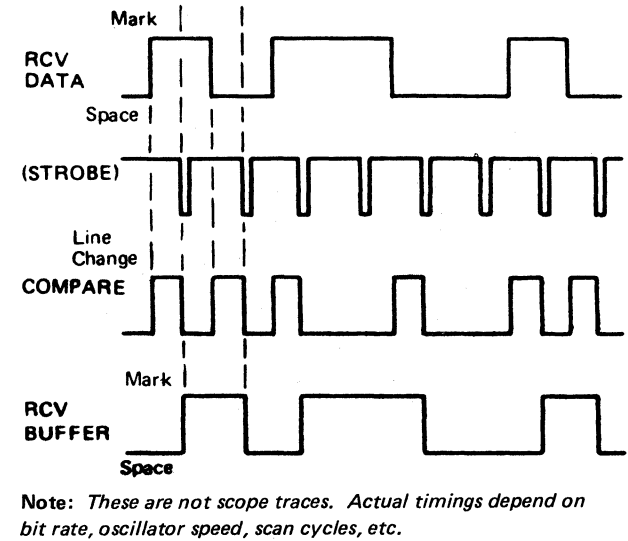 Mark
RCV
DATA
Space
(STROBE)
Line
Change
COMPARE
Mark
RCV
BUFFER
Space
Note: These are not scope traces. Actual timings depend on
bit rate, oscillator speed, scan cycles, etc.